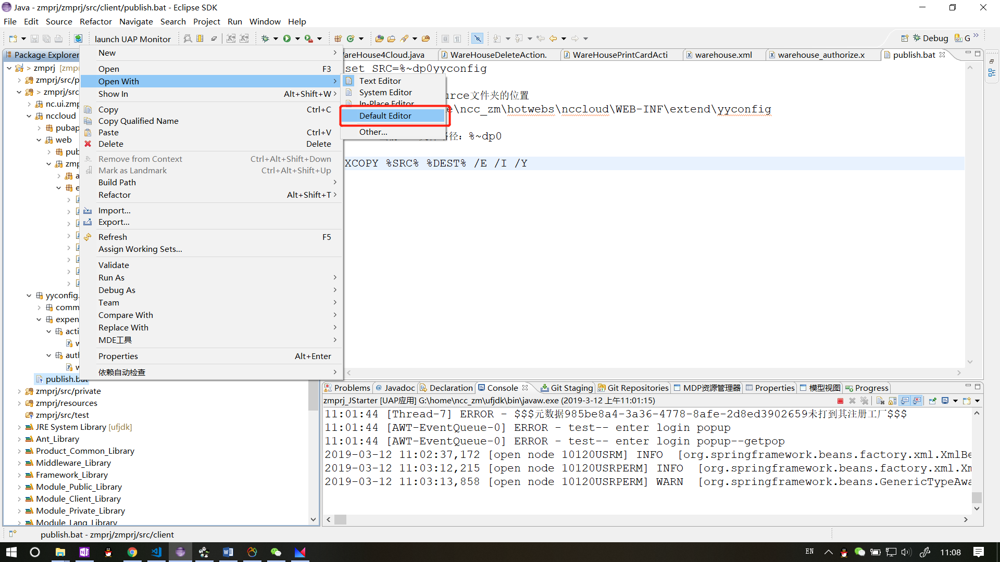 Java - zmprj/zmprj/src/client/publish.bat - Eclipse SDK
File Edit Source Refactor Navigate Search Project Run Window Help
launch UAP Monitor
Debug
G
Package Explorer
> zmprj [zmpr
zmprj/src/p
> zmprj/src
nc.ui.zmp
nccloud
pubap
web
pub
zmp
a
e
yyconfig.
comm
expen
acti
w
auth
w
publish.bat
zmprj/src/private
zmprj/resources
zmprj/src/test
JRE System Library [ufjdk]
Ant_Library
Product_Common_Library
Middleware_Library
Framework_Library
Module_Public_Library
Module_Client_Library
Module_Private_Library
Module_Lang_Library
New
Open F3
Open With
Show In Alt+Shift+W
Copy Ctrl+C
Copy Qualified Name
Paste Ctrl+V
Delete Delete
Remove from Context Ctrl+Alt+Shift+Down
Mark as Landmark Ctrl+Alt+Shift+Up
Build Path
Refactor Alt+Shift+T
Import...
Export...
Refresh F5
Assign Working Sets...
Validate
Run As
Debug As
Team
Compare With
Replace With
MDE工具
Properties Alt+Enter
依赖自动检查
Text Editor
System Editor
In-Place Editor
Default Editor
Other...
areHouse4Cloud.java WareHouseDeleteAction. WareHousePrintCardActi warehouse.xml warehouse_authorize.x publish.bat
set SRC=%~dp0yyconfig
urce文件夹的位置
e\ncc_zm\hotwebs\nccloud\WEB-INF\extend\yyconfig
径：%~dp0
XCOPY %SRC% %DEST% /E /I /Y
Problems Javadoc Declaration Console Git Staging Git Repositories MDP资源管理器 Properties 模型视图 Progress
zmprj_JStarter [UAP应用] G:\home\ncc_zm\ufjdk\bin\javaw.exe (2019-3-12 上午11:01:15)
11:01:44 [Thread-7] ERROR - $$$元数据985be8a4-3a36-4778-8afe-2d8ed3902659未打到其注册工厂$$$
11:01:44 [AWT-EventQueue-0] ERROR - test-- enter login popup
11:01:44 [AWT-EventQueue-0] ERROR - test-- enter login popup--getpop
2019-03-12 11:02:37,172 [open node 10120USRM] INFO [org.springframework.beans.factory.xml.XmlBe
2019-03-12 11:03:12,215 [open node 10120USRPERM] INFO [org.springframework.beans.factory.xml.Xm
2019-03-12 11:03:13,858 [open node 10120USRPERM] WARN [org.springframework.beans.GenericTypeAwa
publish.bat - zmprj/zmprj/src/client
EN 11:08